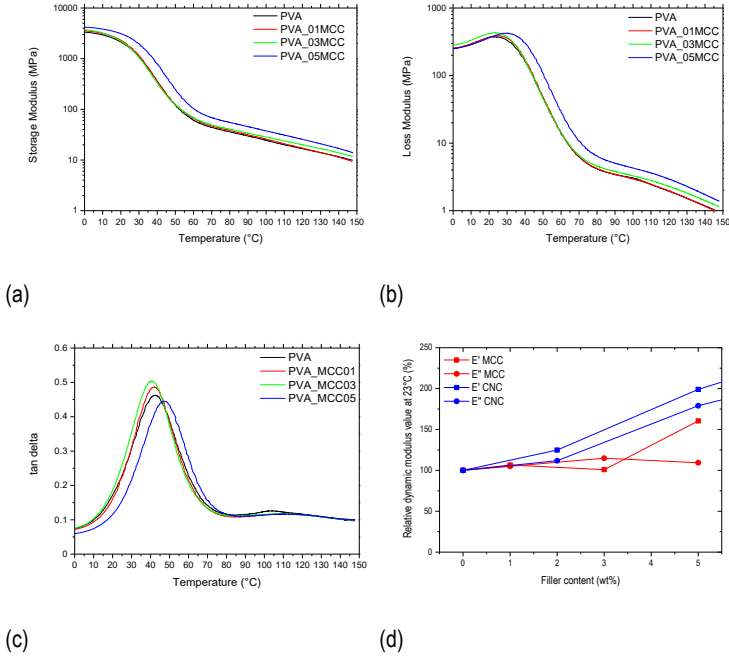 PVA
PVA_01MCC
PVA_03MCC
PVA_05MCC
Storage Modulus (MPa)
10000
1000
100
10
1
0 10 20 30 40 50 60 70 80 90 100 110 120 130 140 150
Temperature (°C)
(a)
PVA
PVA_01MCC
PVA_03MCC
PVA_05MCC
Loss Modulus (MPa)
1000
100
10
1
0 10 20 30 40 50 60 70 80 90 100 110 120 130 140 150
Temperature (°C)
(b)
PVA
PVA_MCC01
PVA_MCC03
PVA_MCC05
tan delta
0.6
0.5
0.4
0.3
0.2
0.1
0
0 10 20 30 40 50 60 70 80 90 100 110 120 130 140 150
Temperature (°C)
(c)
E' MCC
E'' MCC
E' CNC
E'' CNC
Relative dynamic modulus value at 23°C (%)
250
200
150
100
50
0
0 1 2 3 4 5
Filler content (wt%)
(d)